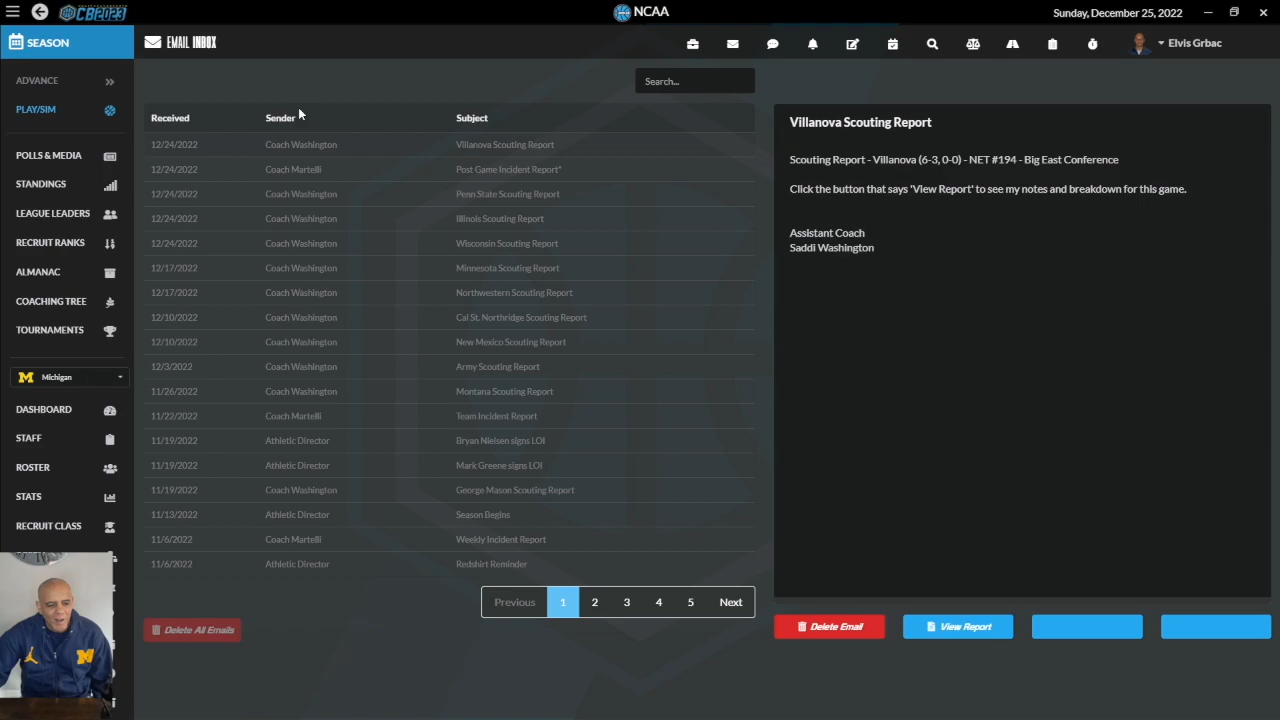 CB2023
NCAA
Sunday, December 25, 2022
SEASON
EMAIL INBOX
Elvis Grbac
ADVANCE
PLAY/SIM
POLLS & MEDIA
STANDINGS
LEAGUE LEADERS
RECRUIT RANKS
ALMANAC
COACHING TREE
TOURNAMENTS
Michigan
DASHBOARD
STAFF
ROSTER
STATS
RECRUIT CLASS
Search...
Received Sender Subject
12/24/2022 Coach Washington Villanova Scouting Report
12/24/2022 Coach Martelli Post Game Incident Report*
12/24/2022 Coach Washington Penn State Scouting Report
12/24/2022 Coach Washington Illinois Scouting Report
12/24/2022 Coach Washington Wisconsin Scouting Report
12/17/2022 Coach Washington Minnesota Scouting Report
12/17/2022 Coach Washington Northwestern Scouting Report
12/10/2022 Coach Washington Cal St. Northridge Scouting Report
12/10/2022 Coach Washington New Mexico Scouting Report
12/3/2022 Coach Washington Army Scouting Report
11/26/2022 Coach Washington Montana Scouting Report
11/22/2022 Coach Martelli Team Incident Report
11/19/2022 Athletic Director Bryan Nielsen signs LOI
11/19/2022 Athletic Director Mark Greene signs LOI
11/19/2022 Coach Washington George Mason Scouting Report
11/13/2022 Athletic Director Season Begins
11/6/2022 Coach Martelli Weekly Incident Report
11/6/2022 Athletic Director Redshirt Reminder
Previous 1 2 3 4 5 Next
Delete All Emails
Villanova Scouting Report
Scouting Report - Villanova (6-3, 0-0) - NET #194 - Big East Conference
Click the button that says 'View Report' to see my notes and breakdown for this game.
Assistant Coach
Saddi Washington
Delete Email
View Report